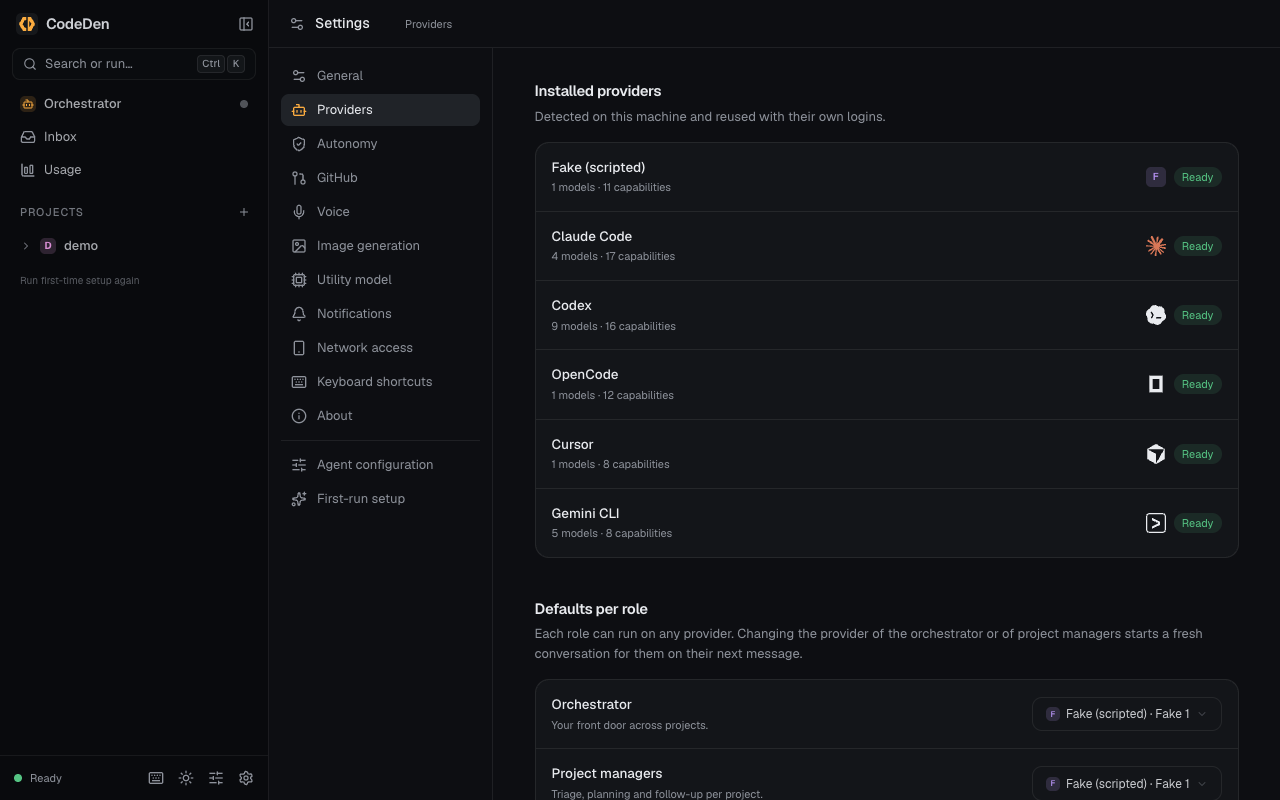 CodeDen
Search or run...
Ctrl K
Orchestrator
Inbox
Usage
PROJECTS
D demo
Run first-time setup again
Ready
Settings
Providers
General
Providers
Autonomy
GitHub
Voice
Image generation
Utility model
Notifications
Network access
Keyboard shortcuts
About
Agent configuration
First-run setup
Installed providers
Detected on this machine and reused with their own logins.
Fake (scripted)
1 models · 11 capabilities
F Ready
Claude Code
4 models · 17 capabilities
Ready
Codex
9 models · 16 capabilities
Ready
OpenCode
1 models · 12 capabilities
Ready
Cursor
1 models · 8 capabilities
Ready
Gemini CLI
5 models · 8 capabilities
Ready
Defaults per role
Each role can run on any provider. Changing the provider of the orchestrator or of project managers starts a fresh
conversation for them on their next message.
Orchestrator
Your front door across projects.
F Fake (scripted) · Fake 1
Project managers
Triage, planning and follow-up per project.
F Fake (scripted) · Fake 1